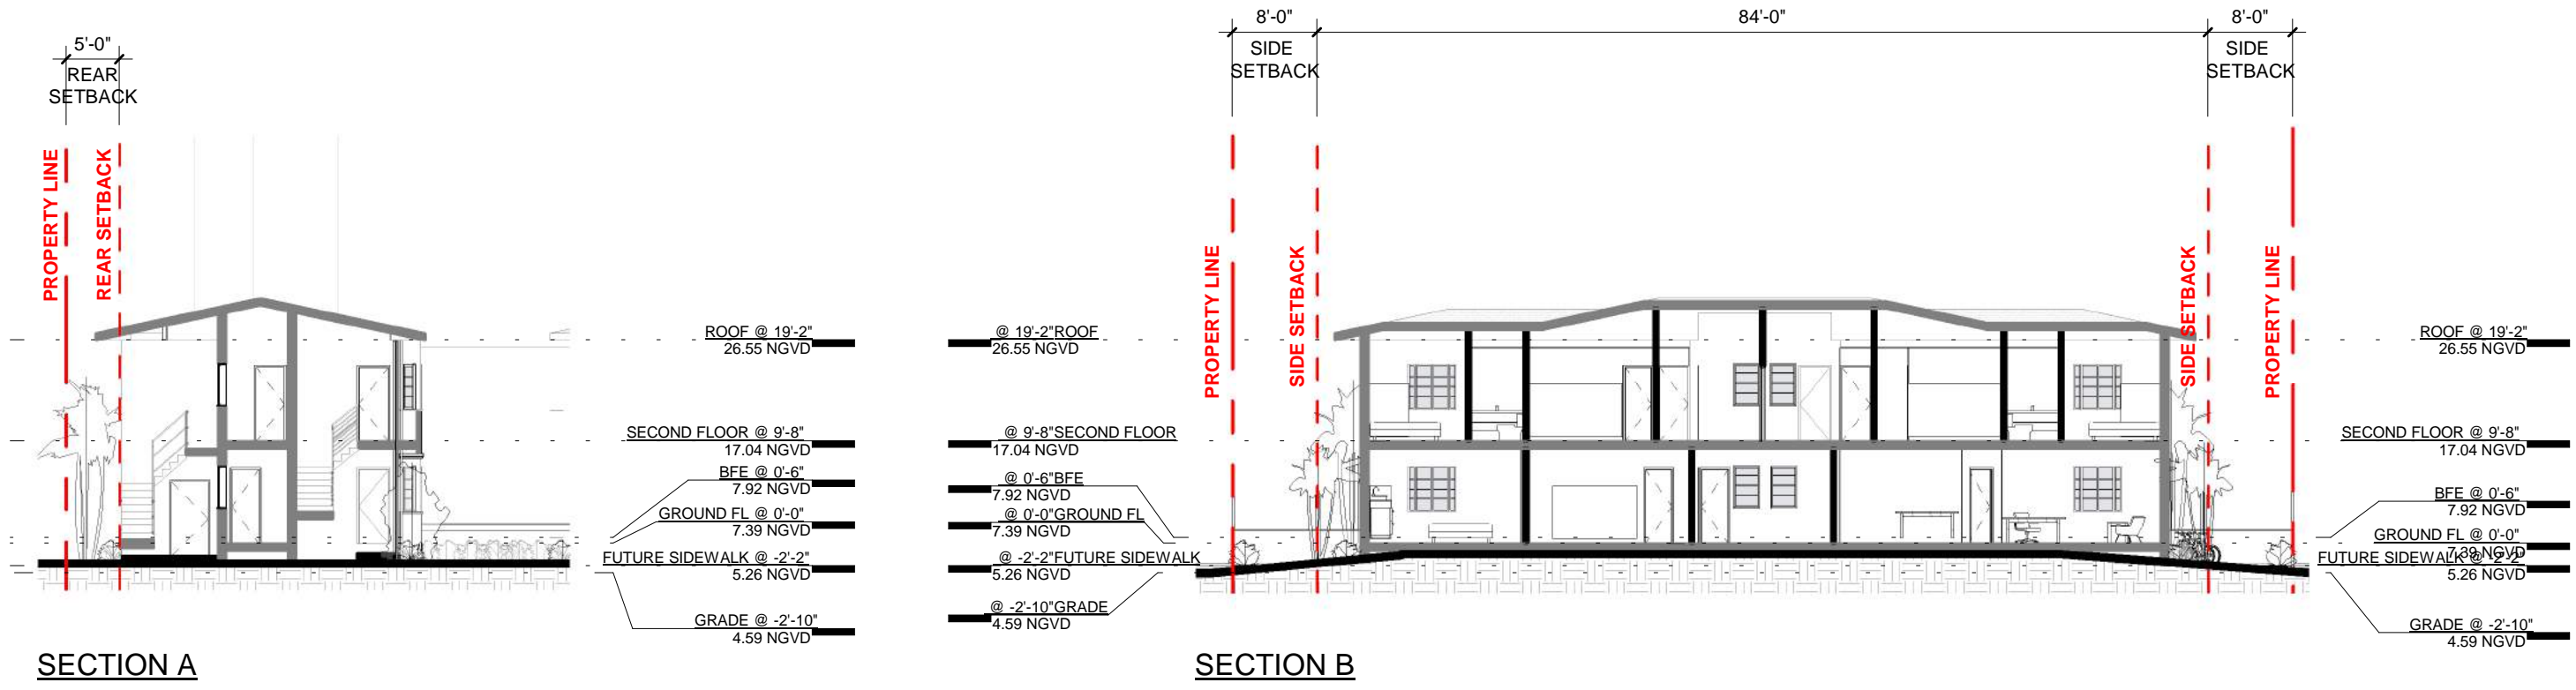 5'-0"
REAR
SETBACK
PROPERTY LINE
REAR SETBACK
ROOF @ 19'-2"
26.55 NGVD
SECOND FLOOR @ 9'-8"
17.04 NGVD
BFE @ 0'-6"
7.92 NGVD
GROUND FL @ 0'-0"
7.39 NGVD
FUTURE SIDEWALK @ -2'-2"
5.26 NGVD
GRADE @ -2'-10"
4.59 NGVD
SECTION A
8'-0"
84'-0"
8'-0"
SIDE
SETBACK
SIDE
SETBACK
@ 19'-2"ROOF
26.55 NGVD
@ 9'-8"SECOND FLOOR
17.04 NGVD
@ 0'-6"BFE
7.92 NGVD
@ 0'-0"GROUND FL
7.39 NGVD
@ -2'-2"FUTURE SIDEWALK
5.26 NGVD
@ -2'-10"GRADE
4.59 NGVD
PROPERTY LINE
SIDE SETBACK
SIDE SETBACK
PROPERTY LINE
ROOF @ 19'-2"
26.55 NGVD
SECOND FLOOR @ 9'-8"
17.04 NGVD
BFE @ 0'-6"
7.92 NGVD
GROUND FL @ 0'-0"
7.39 NGVD
FUTURE SIDEWALK @ -2'-2"
5.26 NGVD
GRADE @ -2'-10"
4.59 NGVD
SECTION B